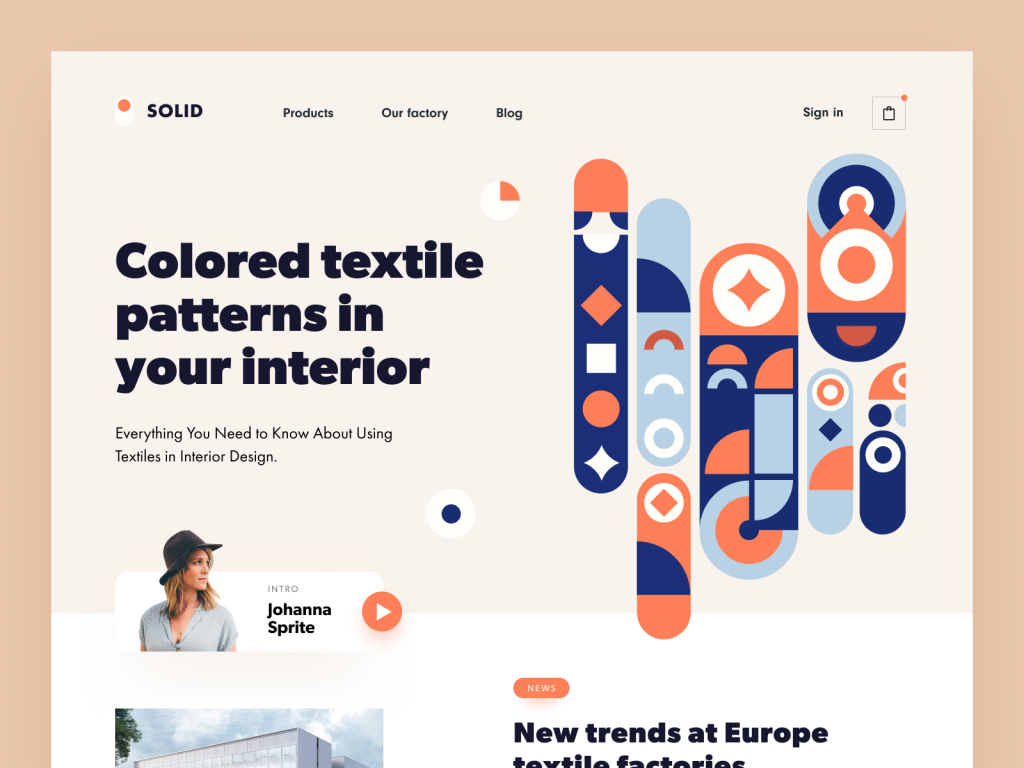 SOLID
Products
Our factory
Blog
Sign in
Colored textile
patterns in
your interior
Everything You Need to Know About Using
Textiles in Interior Design.
INTRO
Johanna
Sprite
NEWS
New trends at Europe
textile factories